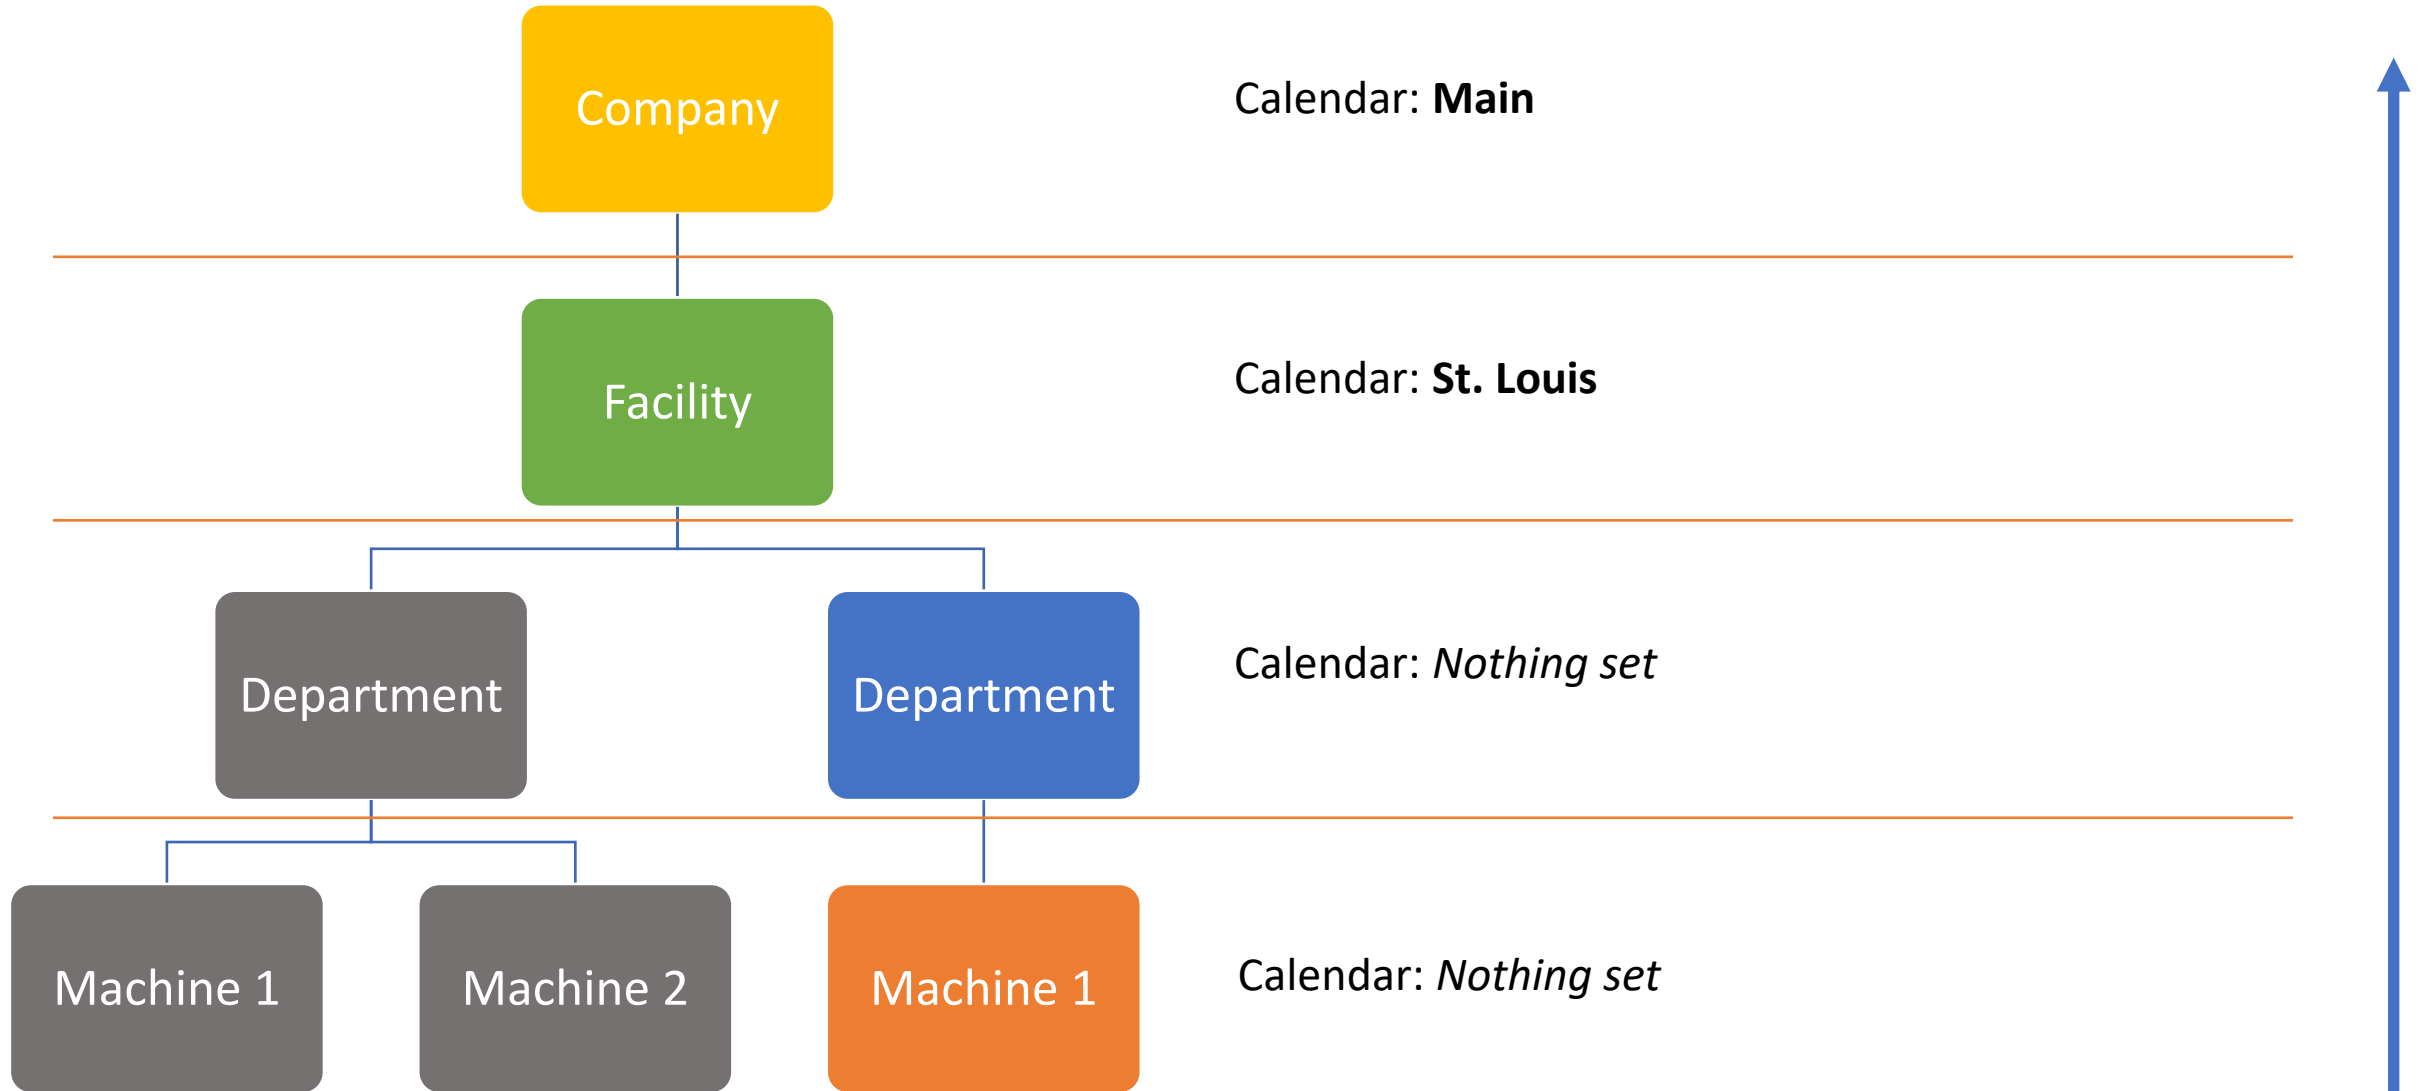 Company
Calendar: Main
Facility
Calendar: St. Louis
Department
Department
Calendar: Nothing set
Machine 1
Machine 2
Machine 1
Calendar: Nothing set